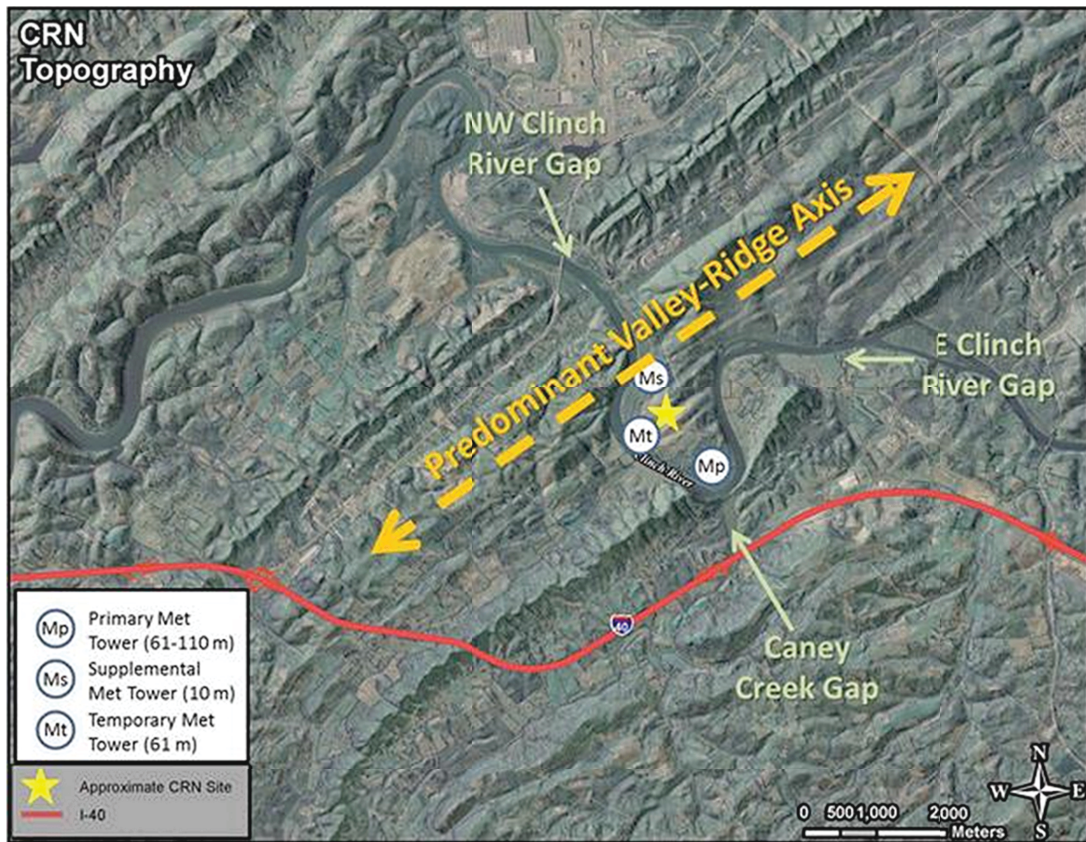 CRN
Topography
NW Clinch
River Gap
Predominant Valley-Ridge Axis
E Clinch
River Gap
Ms
Mt
Mp
Clinch River
Caney
Creek Gap
40
Mp Primary Met
Tower (61-110 m)
Ms Supplemental
Met Tower (10 m)
Mt Temporary Met
Tower (61 m)
Approximate CRN Site
I-40
N
W E
S
0 500 1,000 2,000
Meters